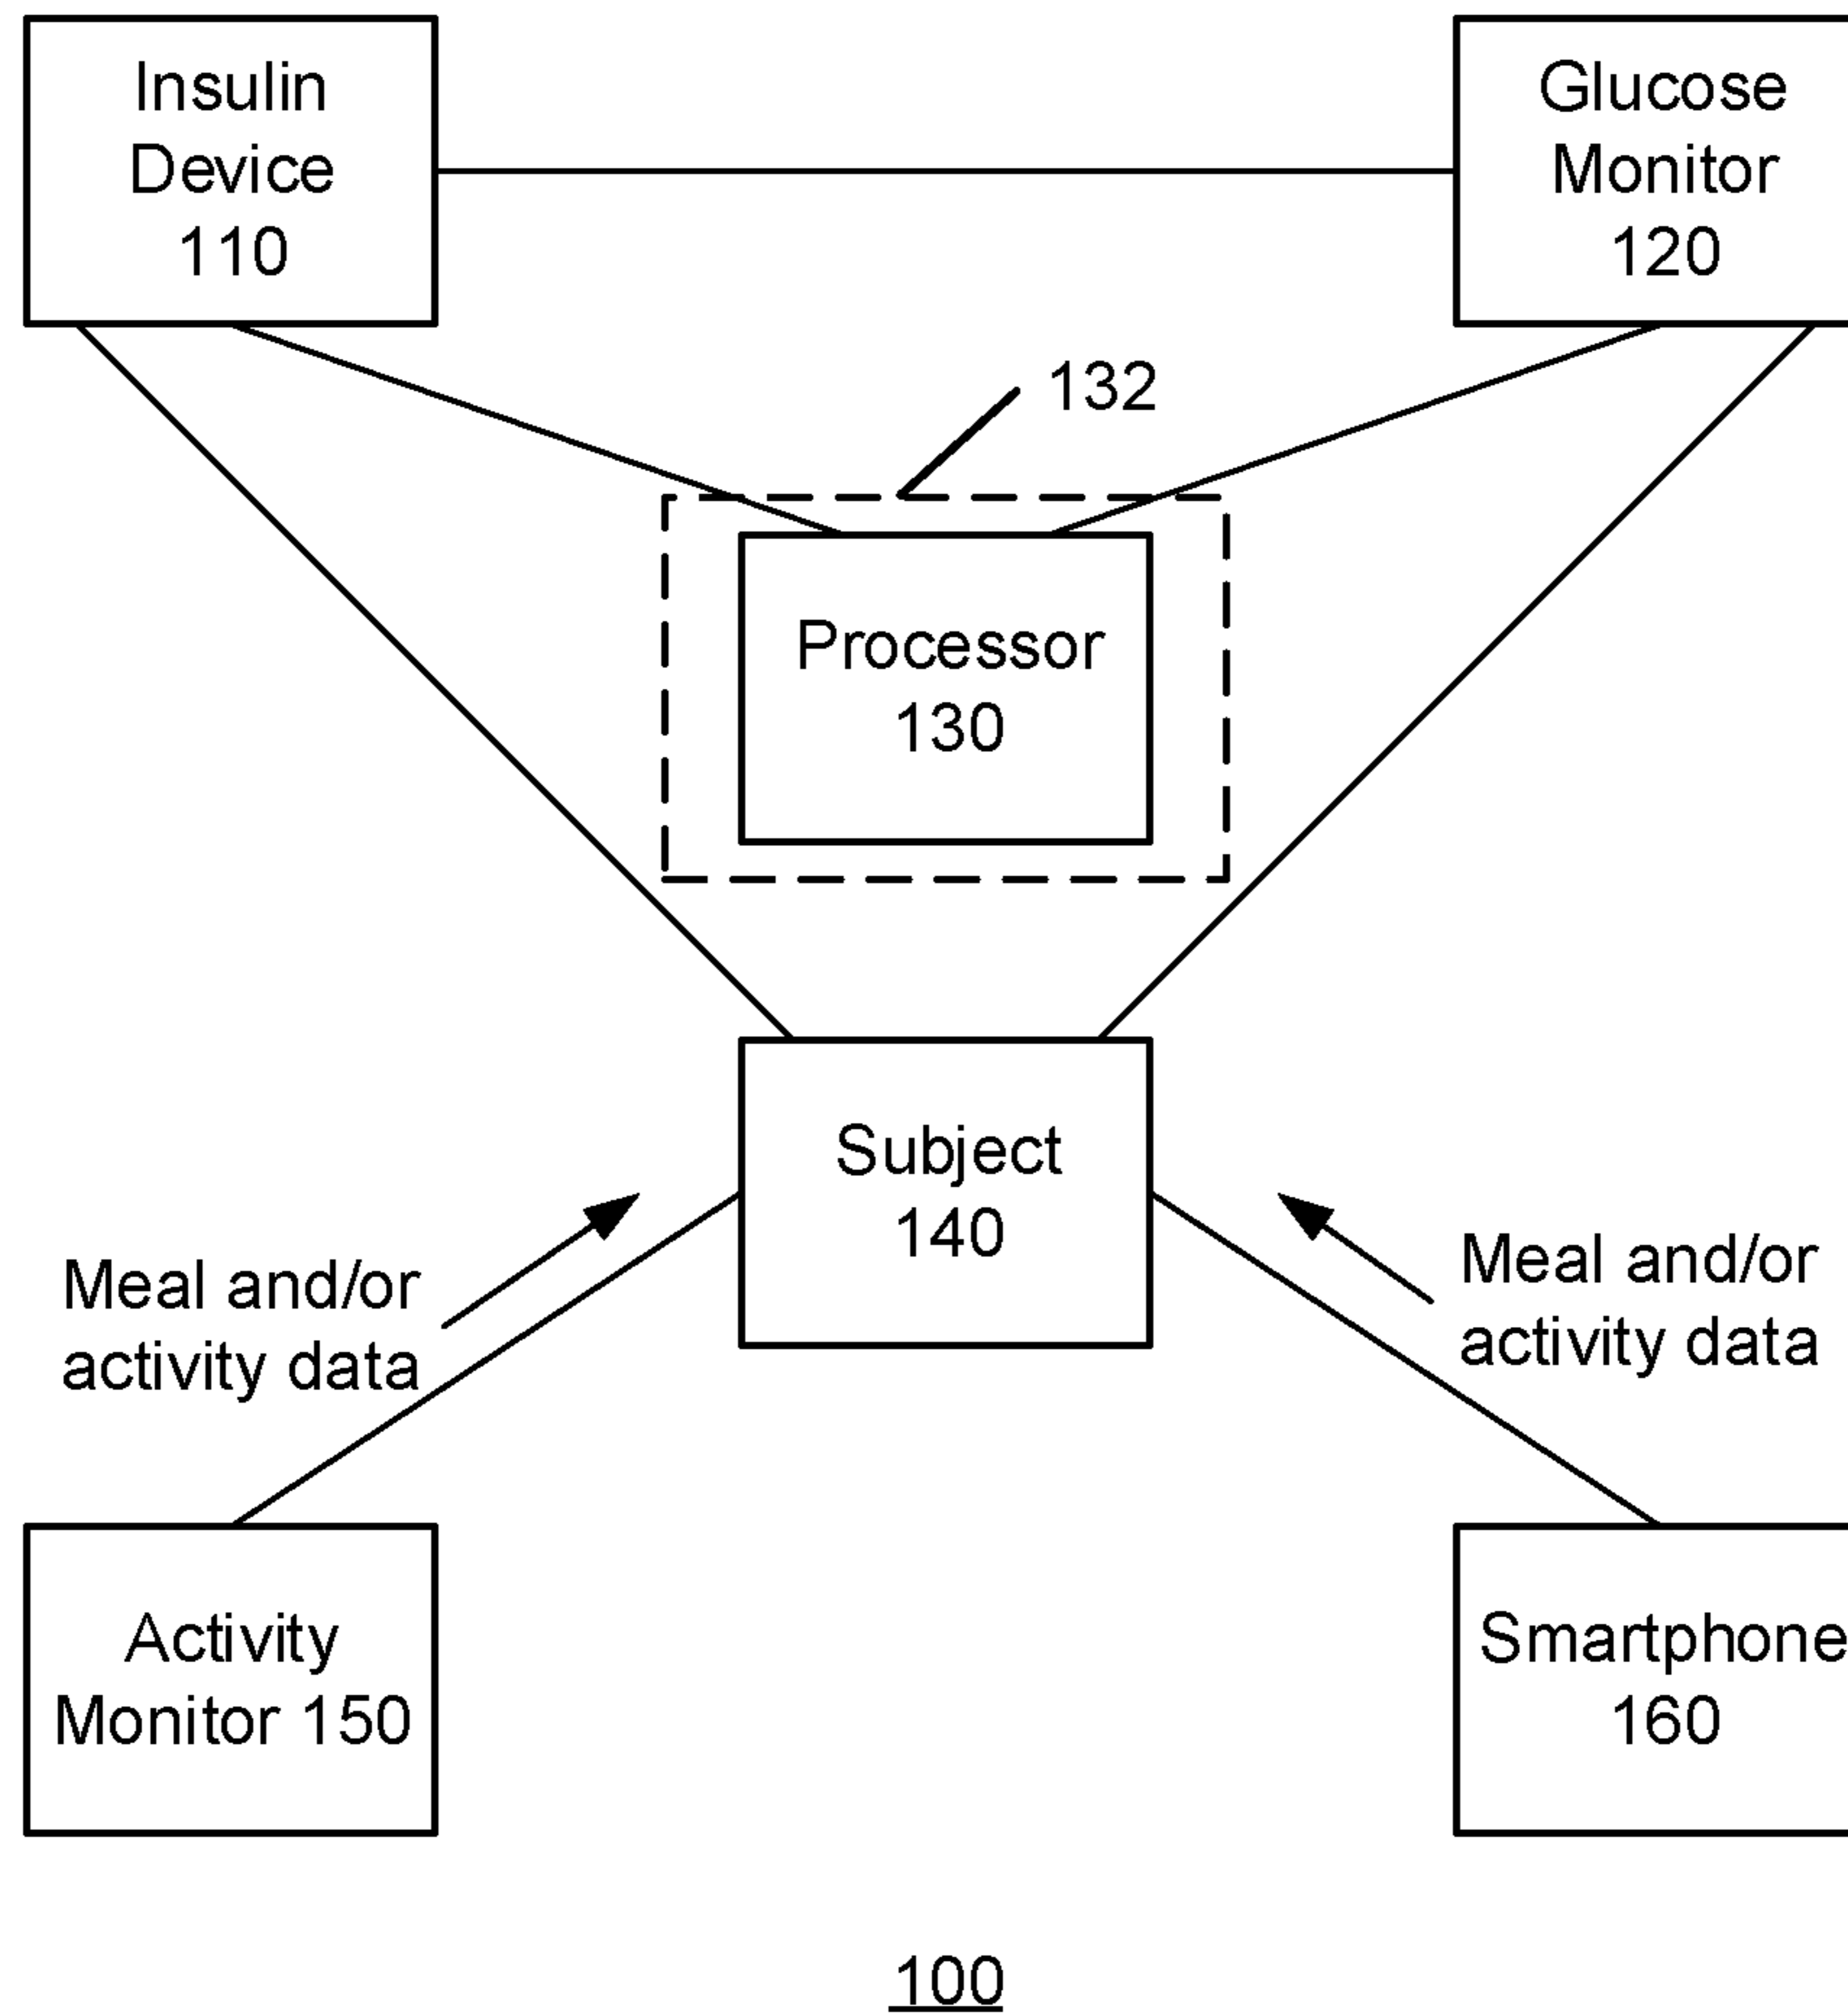 Insulin
Device
110
Glucose
Monitor
120
132
Processor
130
Subject
140
Meal and/or
activity data
Meal and/or
activity data
Activity
Monitor 150
Smartphone
160
100